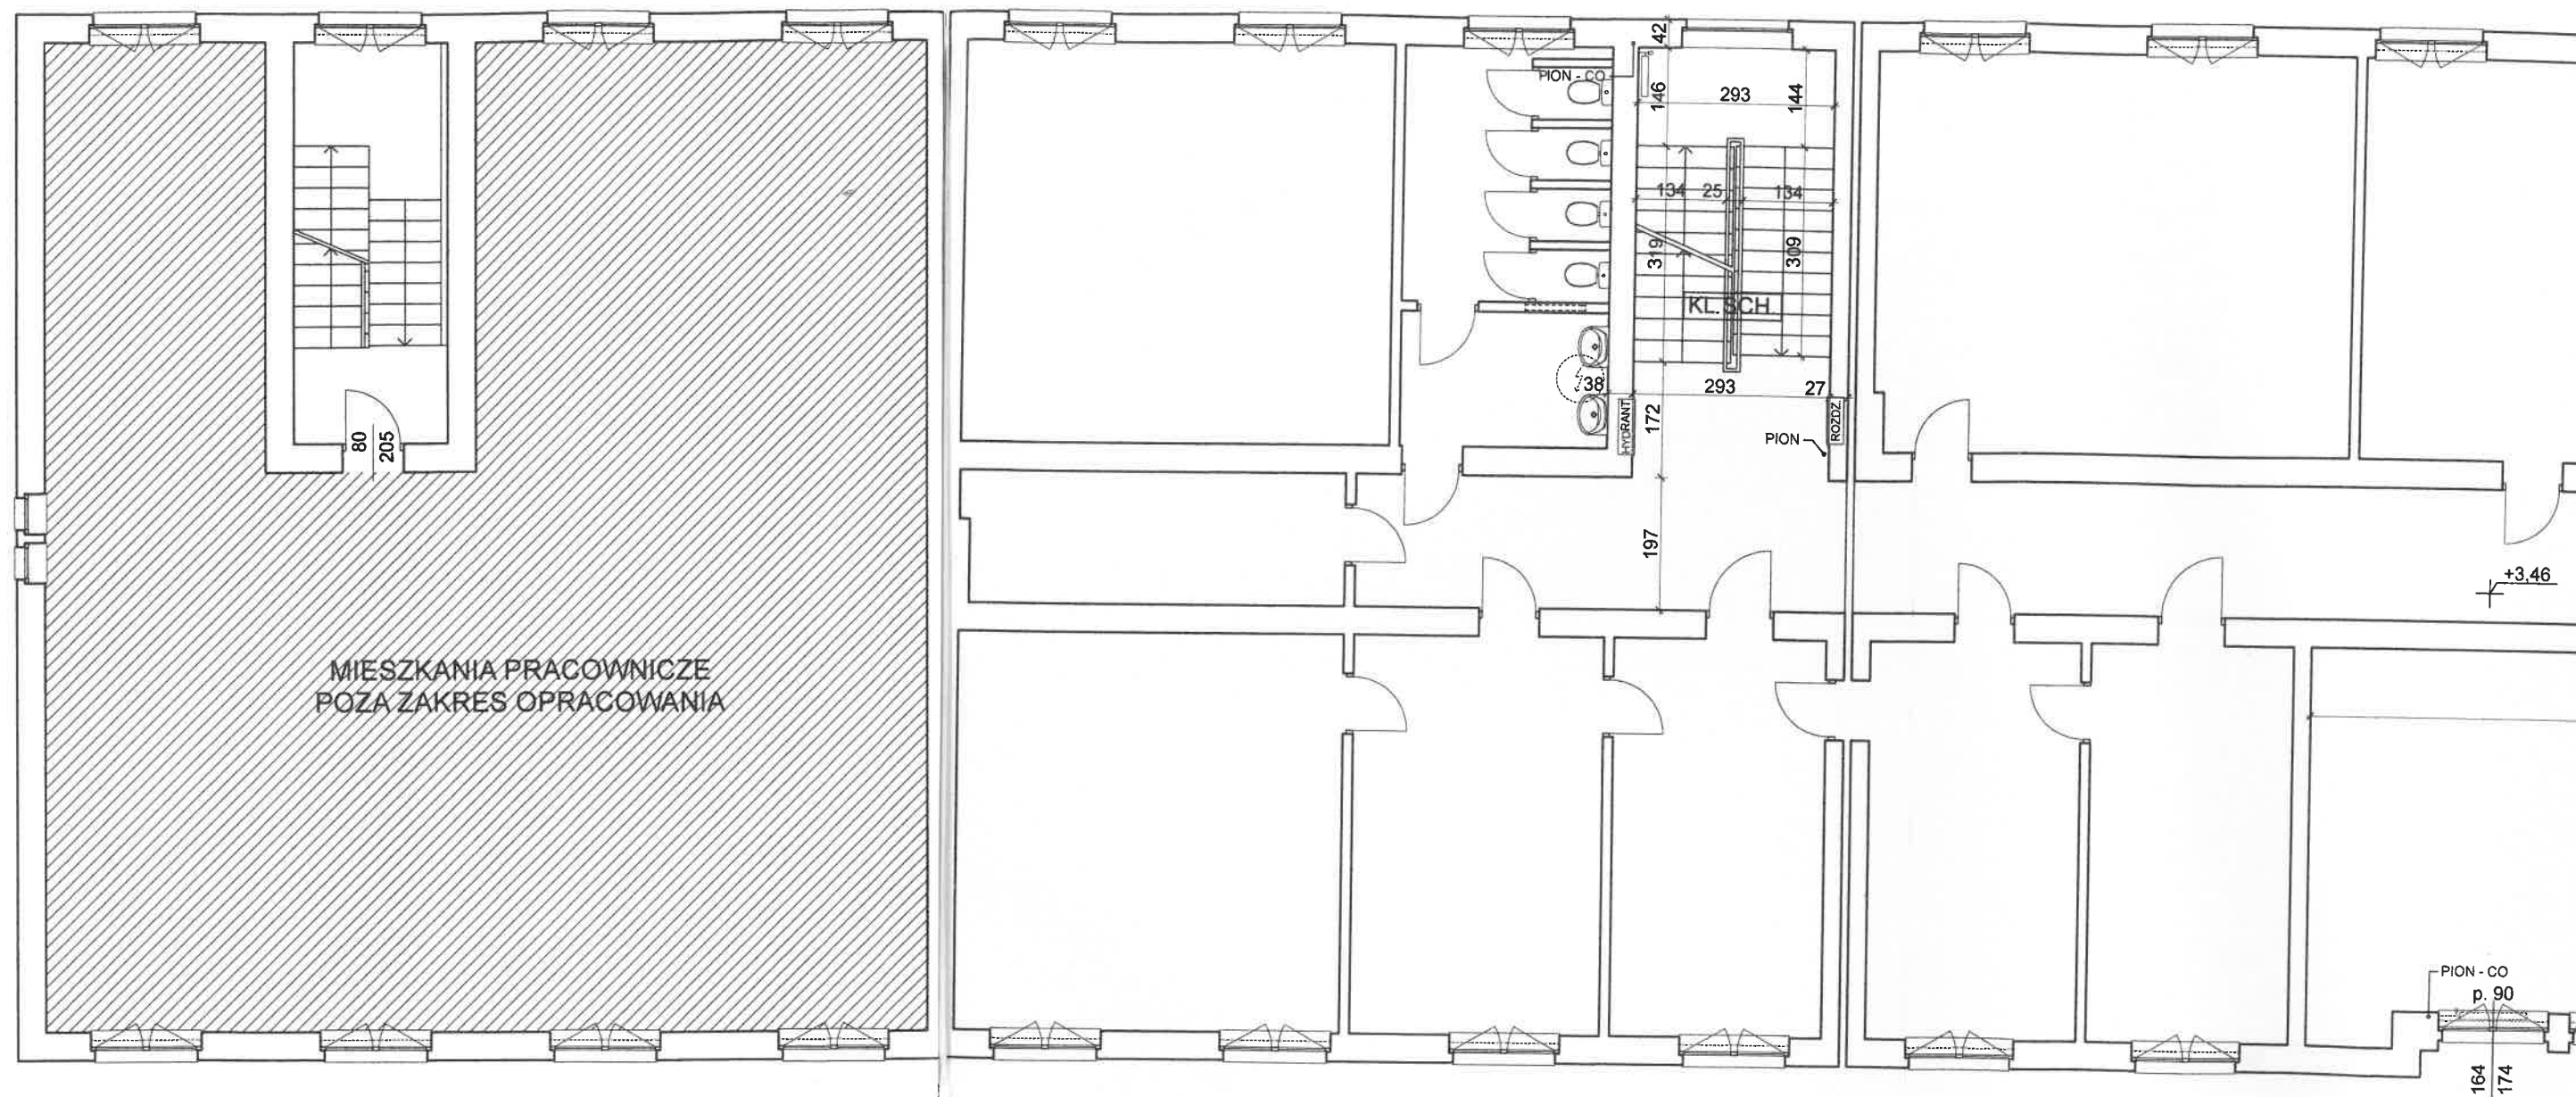 42
PION - CO
146
293
144
134
25
134
319
309
KL.SCH.
38
293
27
HYDRANT
172
ROZDZ.
PION
80
205
197
+3,46
MIESZKANIA PRACOWNICZE
POZA ZAKRES OPRACOWANIA
PION - CO
p. 90
164
174